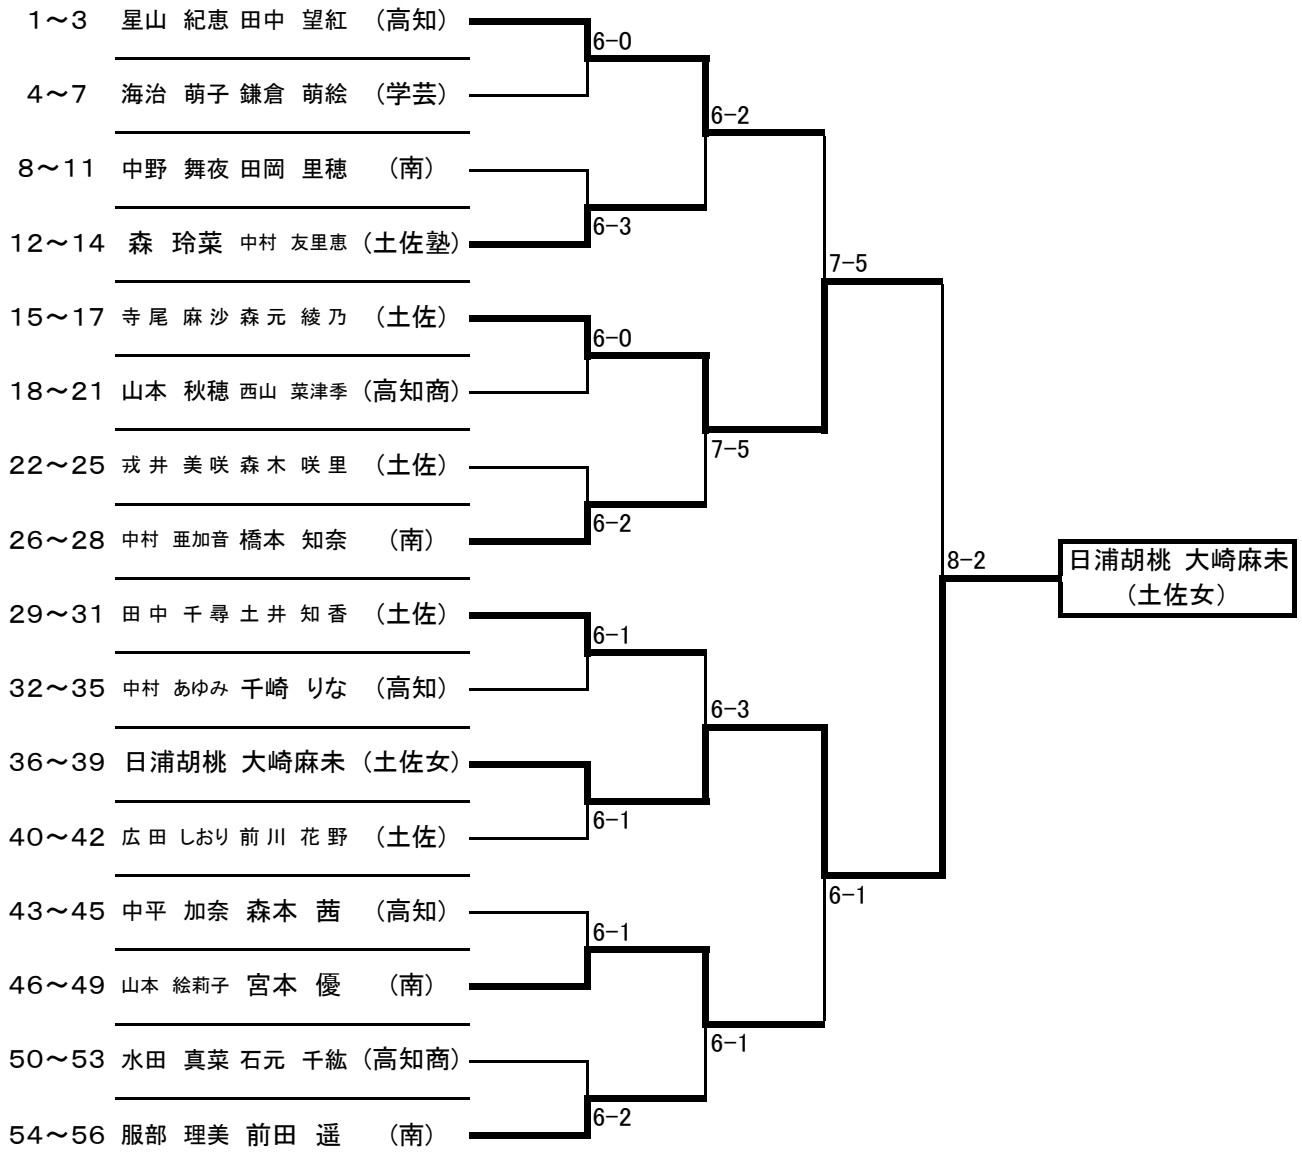 1～3 星山 紀恵 田中 望紅 （高知）
6-0
4～7 海治 萌子 鎌倉 萌絵 （学芸）
6-2
8～11 中野 舞夜 田岡 里穂 （南）
6-3
12～14 森 玲菜 中村 友里恵 （土佐塾）
7-5
15～17 寺尾 麻沙 森元 綾乃 （土佐）
6-0
18～21 山本 秋穂 西山 菜津季 （高知商）
7-5
22～25 戎井 美咲 森木 咲里 （土佐）
6-2
26～28 中村 亜加音 橋本 知奈 （南）
8-2
日浦胡桃 大崎麻未
（土佐女）
29～31 田中 千尋 土井 知香 （土佐）
6-1
32～35 中村 あゆみ 千崎 りな （高知）
6-3
36～39 日浦胡桃 大崎麻未 （土佐女）
6-1
40～42 広田 しおり 前川 花野 （土佐）
6-1
43～45 中平 加奈 森本 茜 （高知）
6-1
46～49 山本 絵莉子 宮本 優 （南）
6-1
50～53 水田 真菜 石元 千紘 （高知商）
6-2
54～56 服部 理美 前田 遥 （南）